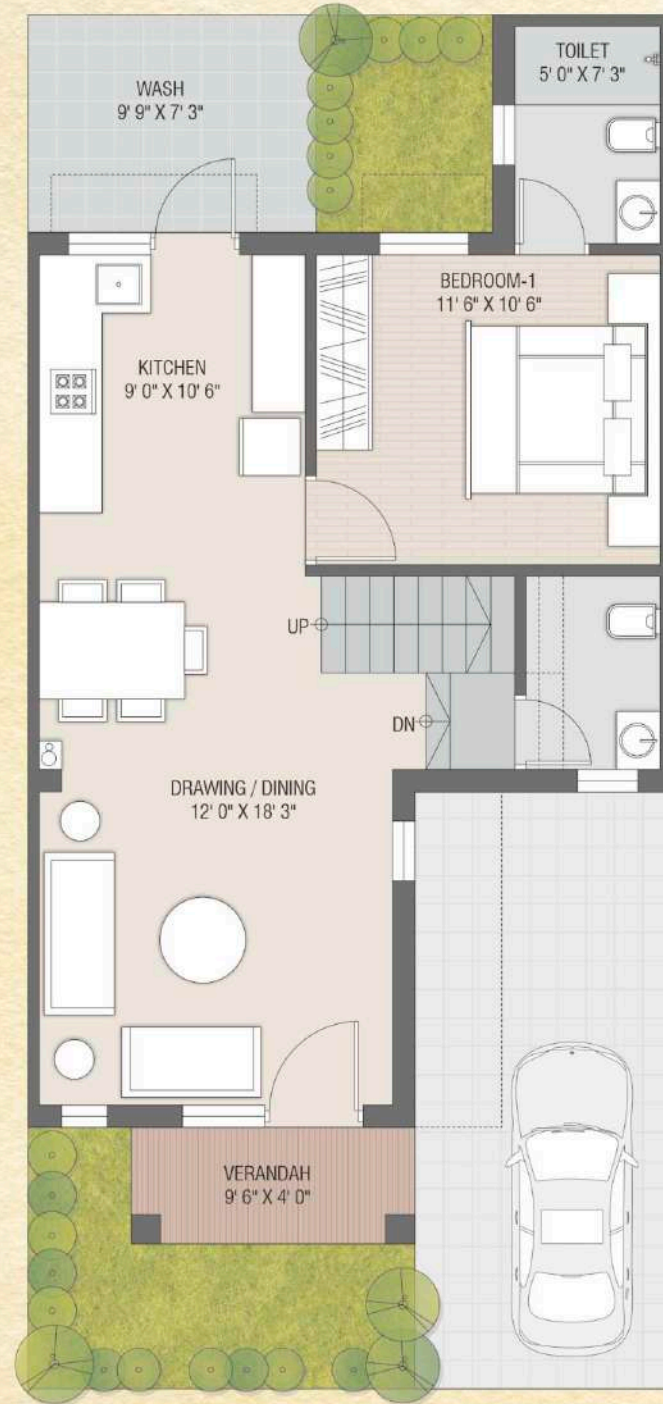 TOILET
5' 0" X 7' 3"
WASH
9' 9" X 7' 3"
BEDROOM-1
11' 6" X 10' 6"
KITCHEN
9' 0" X 10' 6"
UP
DN
DRAWING / DINING
12' 0" X 18' 3"
VERANDAH
9' 6" X 4' 0"